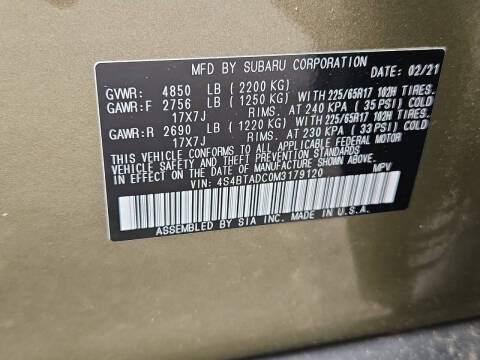 MFD BY SUBARU CORPORATION
DATE: 02/21
GVWR: 4850 LB (2200 KG)
GAWR:F 2756 LB (1250 KG) WITH 225/65R17 102H TIRES.
17X7J RIMS. AT 240 KPA (35 PSI) COLD
GAWR:R 2690 LB (1220 KG) WITH 225/65R17 102H TIRES.
17X7J RIMS. AT 230 KPA (33 PSI) COLD
THIS VEHICLE CONFORMS TO ALL APPLICABLE FEDERAL MOTOR
VEHICLE SAFETY AND THEFT PREVENTION STANDARDS
IN EFFECT ON THE DATE OF MANUFACTURE SHOWN ABOVE.
VIN: 4S4BTADC0M3179120 MPV
ASSEMBLED BY SIA INC. MADE IN U.S.A.